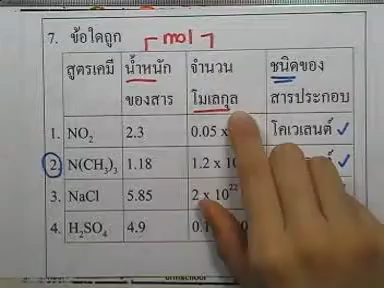 7. ข้อใดถูก
mol
สูตรเคมี น้ำหนัก จำนวน ชนิดของ
ของสาร โมเลกุล สารประกอบ
1. NO₂ 2.3 0.05 x โคเวเลนต์ ✓
2. N(CH₃)₃ 1.18 1.2 x ✓
3. NaCl 5.85 2 x 10²²
4. H₂SO₄ 4.9